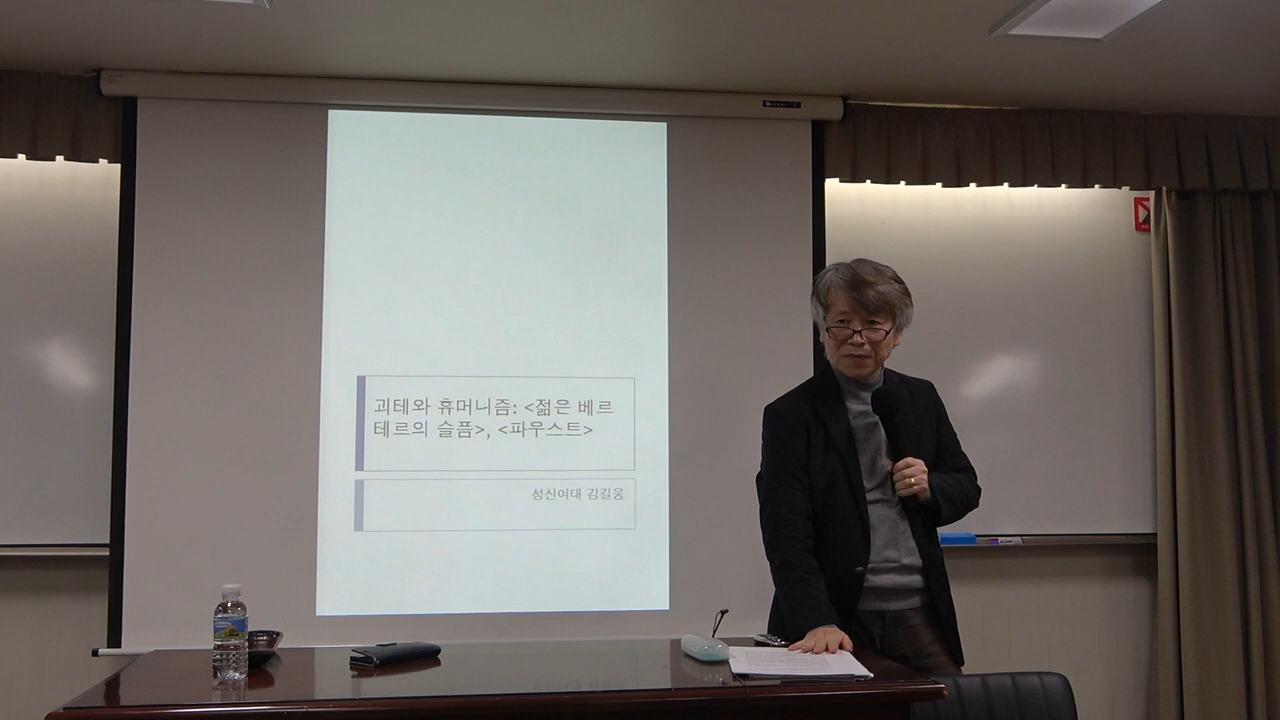 괴테와 휴머니즘: <젊은 베르
테르의 슬픔>, <파우스트>
성신여대 김길웅